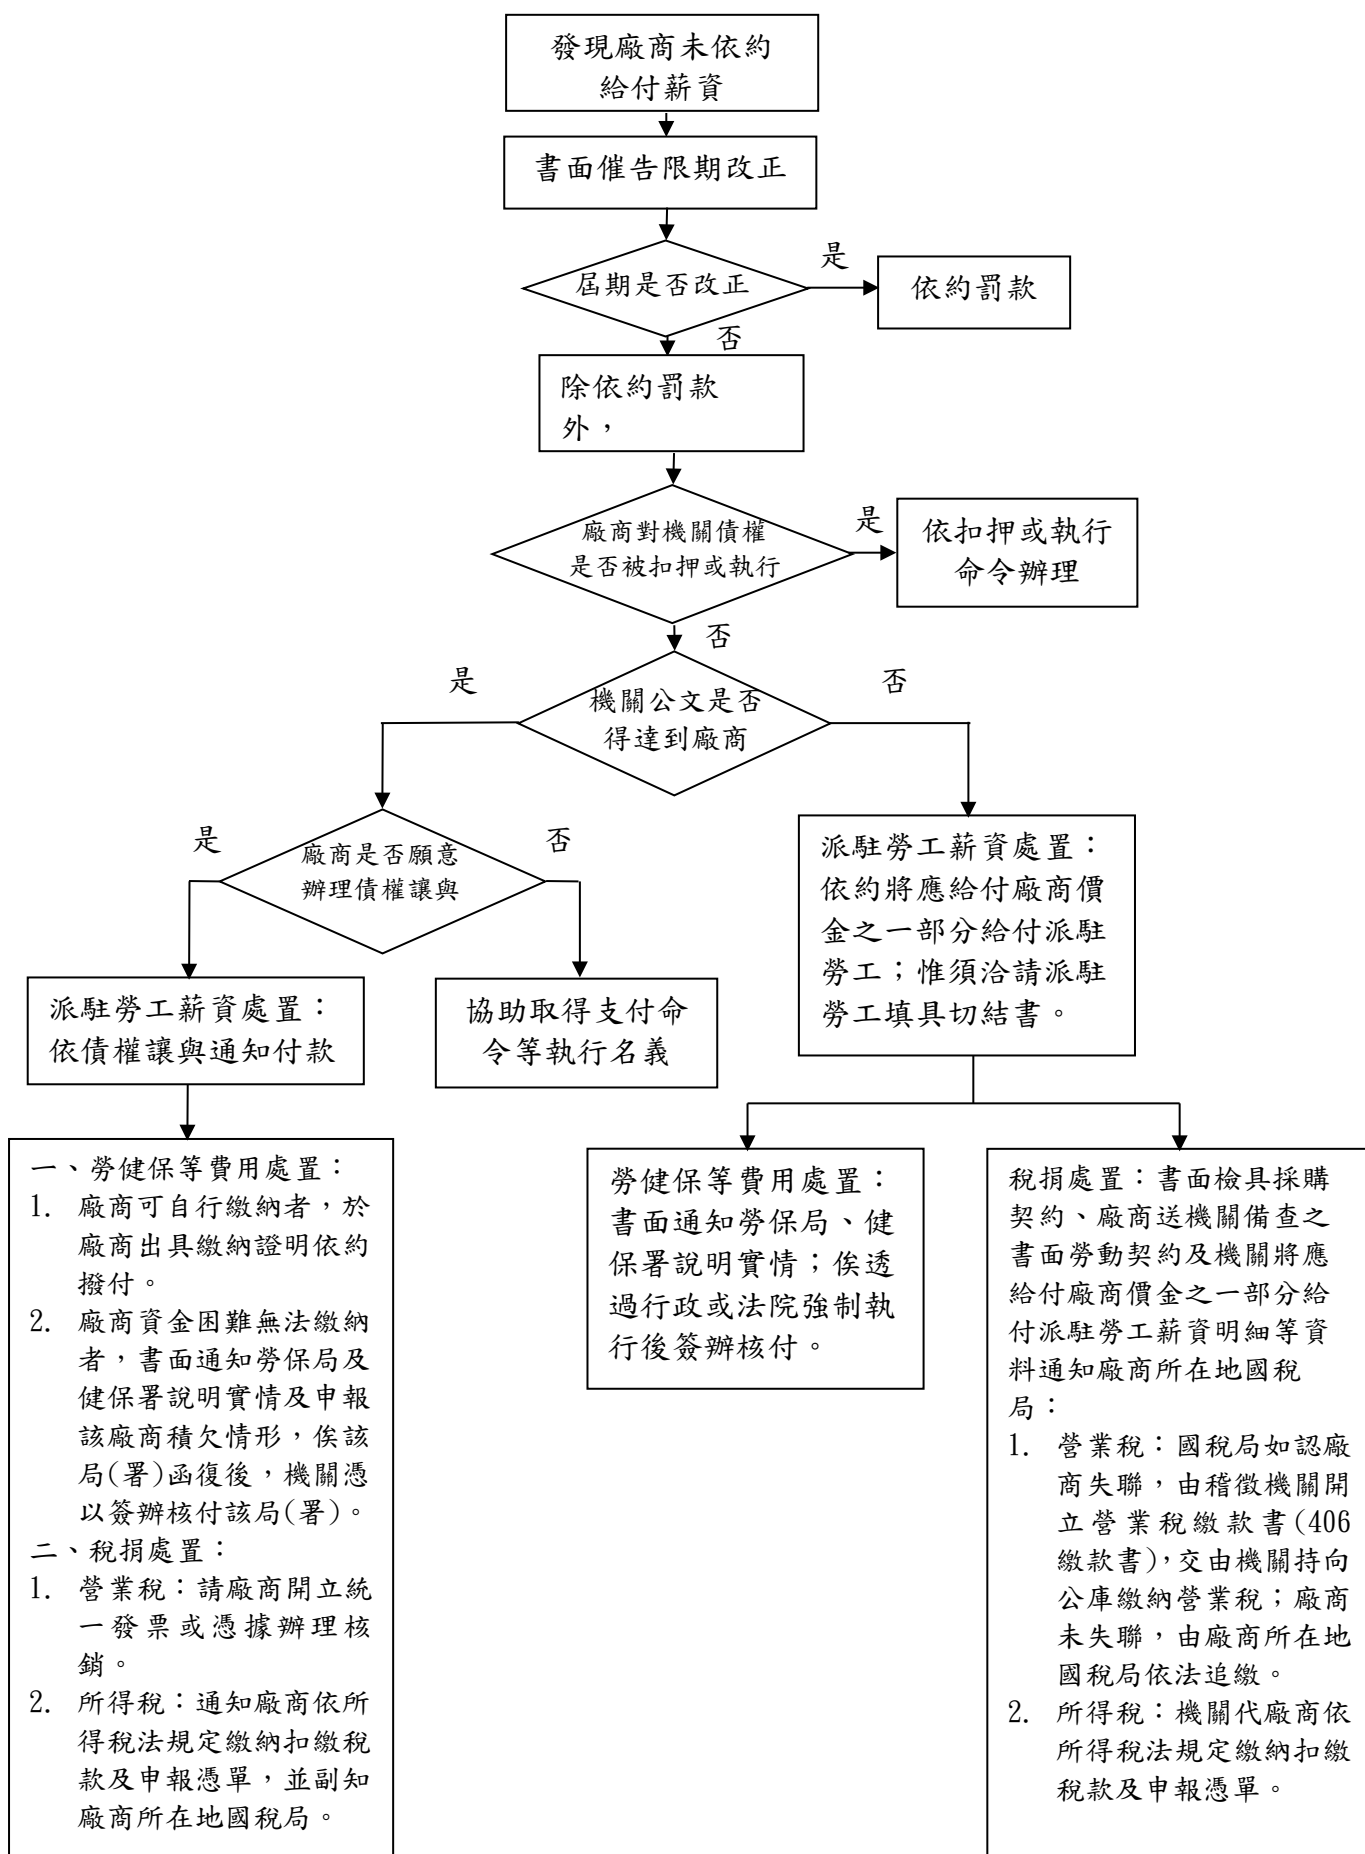 發現廠商未依約
給付薪資
書面催告限期改正
屆期是否改正
是
依約罰款
否
除依約罰款
外，
廠商對機關債權
是否被扣押或執行
是
依扣押或執行
命令辦理
否
機關公文是否
得達到廠商
是
否
廠商是否願意
辦理債權讓與
是
否
派駐勞工薪資處置：
依債權讓與通知付款
協助取得支付命
令等執行名義
派駐勞工薪資處置：
依約將應給付廠商價
金之一部分給付派駐
勞工；惟須洽請派駐
勞工填具切結書。
一、勞健保等費用處置：
1. 廠商可自行繳納者，於
廠商出具繳納證明依約
撥付。
2. 廠商資金困難無法繳納
者，書面通知勞保局及
健保署說明實情及申報
該廠商積欠情形，俟該
局(署)函復後，機關憑
以簽辦核付該局(署)。
二、稅捐處置：
1. 營業稅：請廠商開立統
一發票或憑據辦理核
銷。
2. 所得稅：通知廠商依所
得稅法規定繳納扣繳稅
款及申報憑單，並副知
廠商所在地國稅局。
勞健保等費用處置：
書面通知勞保局、健
保署說明實情；俟透
過行政或法院強制執
行後簽辦核付。
稅捐處置：書面檢具採購
契約、廠商送機關備查之
書面勞動契約及機關將應
給付廠商價金之一部分給
付派駐勞工薪資明細等資
料通知廠商所在地國稅
局：
1. 營業稅：國稅局如認廠
商失聯，由稽徵機關開
立營業稅繳款書(406
繳款書)，交由機關持向
公庫繳納營業稅；廠商
未失聯，由廠商所在地
國稅局依法追繳。
2. 所得稅：機關代廠商依
所得稅法規定繳納扣繳
稅款及申報憑單。